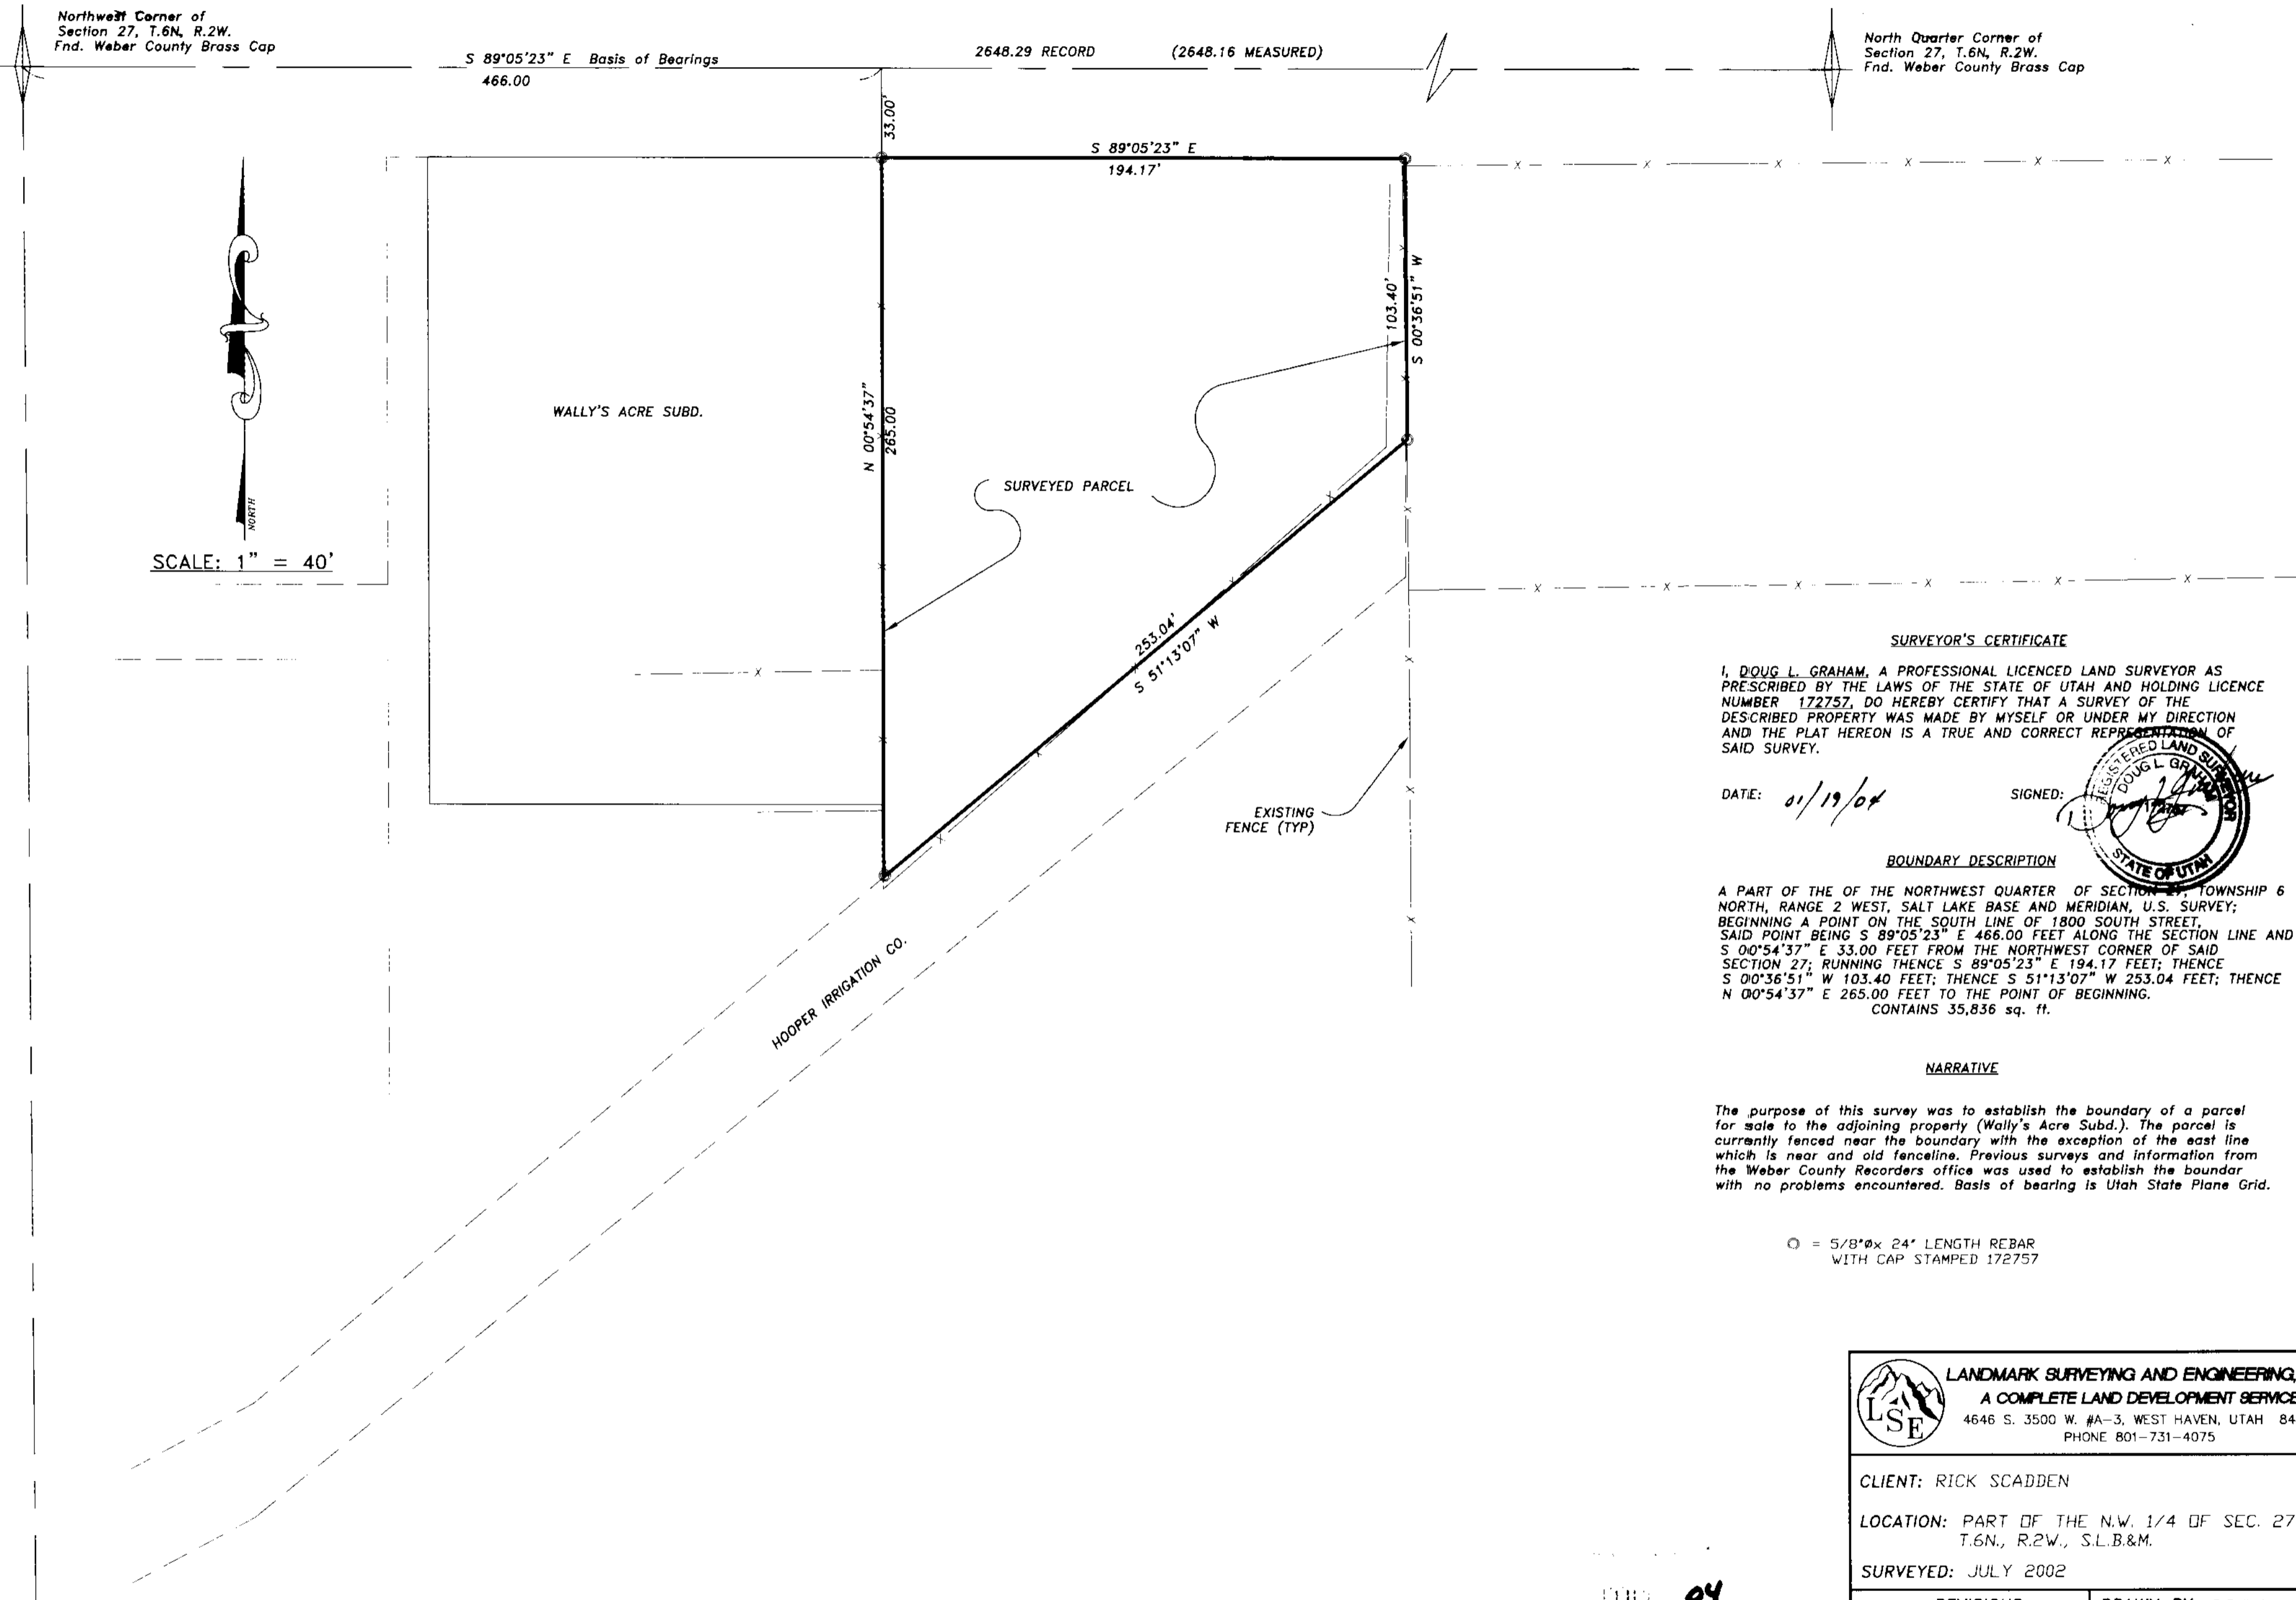 Northwest Corner of
Section 27, T.6N, R.2W.
Fnd. Weber County Brass Cap
S 89°05'23" E Basis of Bearings
466.00
2648.29 RECORD (2648.16 MEASURED)
North Quarter Corner of
Section 27, T.6N, R.2W.
Fnd. Weber County Brass Cap
33.00'
S 89°05'23" E
194.17'
103.40'
S 00°36'51" W
N 00°54'37"
265.00
WALLY'S ACRE SUBD.
SURVEYED PARCEL
NORTH
SCALE: 1" = 40'
253.04'
S 51°13'07" W
EXISTING
FENCE (TYP)
HOOPER IRRIGATION CO.
SURVEYOR'S CERTIFICATE
I, DOUG L. GRAHAM, A PROFESSIONAL LICENCED LAND SURVEYOR AS
PRESCRIBED BY THE LAWS OF THE STATE OF UTAH AND HOLDING LICENCE
NUMBER 172757, DO HEREBY CERTIFY THAT A SURVEY OF THE
DESCRIBED PROPERTY WAS MADE BY MYSELF OR UNDER MY DIRECTION
AND THE PLAT HEREON IS A TRUE AND CORRECT REPRESENTATION OF
SAID SURVEY.
DATE: 01/19/04
SIGNED:
REGISTERED LAND SURVEYOR
DOUG L. GRAHAM
172757
STATE OF UTAH
BOUNDARY DESCRIPTION
A PART OF THE OF THE NORTHWEST QUARTER OF SECTION 27, TOWNSHIP 6
NORTH, RANGE 2 WEST, SALT LAKE BASE AND MERIDIAN, U.S. SURVEY;
BEGINNING A POINT ON THE SOUTH LINE OF 1800 SOUTH STREET,
SAID POINT BEING S 89°05'23" E 466.00 FEET ALONG THE SECTION LINE AND
S 00°54'37" E 33.00 FEET FROM THE NORTHWEST CORNER OF SAID
SECTION 27; RUNNING THENCE S 89°05'23" E 194.17 FEET; THENCE
S 00°36'51" W 103.40 FEET; THENCE S 51°13'07" W 253.04 FEET; THENCE
N 00°54'37" E 265.00 FEET TO THE POINT OF BEGINNING.
CONTAINS 35,836 sq. ft.
NARRATIVE
The purpose of this survey was to establish the boundary of a parcel
for sale to the adjoining property (Wally's Acre Subd.). The parcel is
currently fenced near the boundary with the exception of the east line
which is near and old fenceline. Previous surveys and information from
the Weber County Recorders office was used to establish the boundar
with no problems encountered. Basis of bearing is Utah State Plane Grid.
= 5/8"Øx 24" LENGTH REBAR
WITH CAP STAMPED 172757
LSE
LANDMARK SURVEYING AND ENGINEERING,
A COMPLETE LAND DEVELOPMENT SERVICE
4646 S. 3500 W. #A-3, WEST HAVEN, UTAH 84
PHONE 801-731-4075
CLIENT: RICK SCADDEN
LOCATION: PART OF THE N.W. 1/4 OF SEC. 27
T.6N., R.2W., S.L.B.&M.
SURVEYED: JULY 2002
04